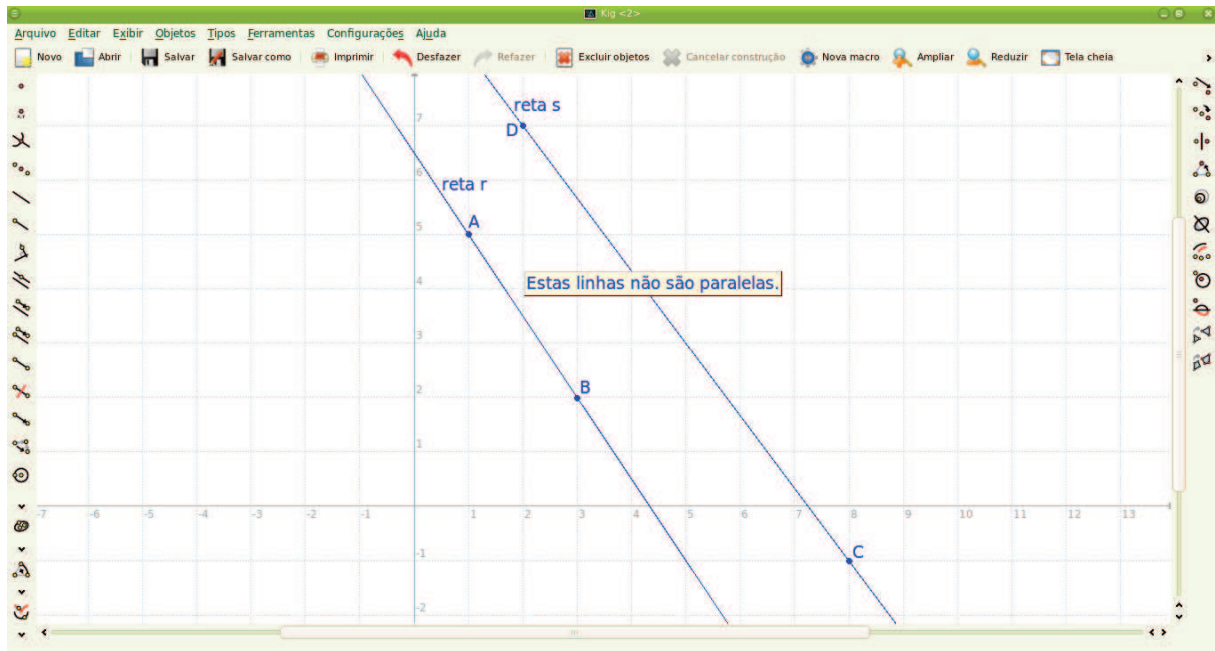 Kig <2>
Arquivo Editar Exibir Objetos Tipos Ferramentas Configurações Ajuda
Novo Abrir Salvar Salvar como Imprimir Desfazer Refazer Excluir objetos Cancelar construção Nova macro Ampliar Reduzir Tela cheia
reta s
7
D
6
reta r
A
5
Estas linhas não são paralelas.
4
3
B
2
1
-7 -6 -5 -4 -3 -2 -1 1 2 3 4 5 6 7 8 9 10 11 12 13
C
-1
-2